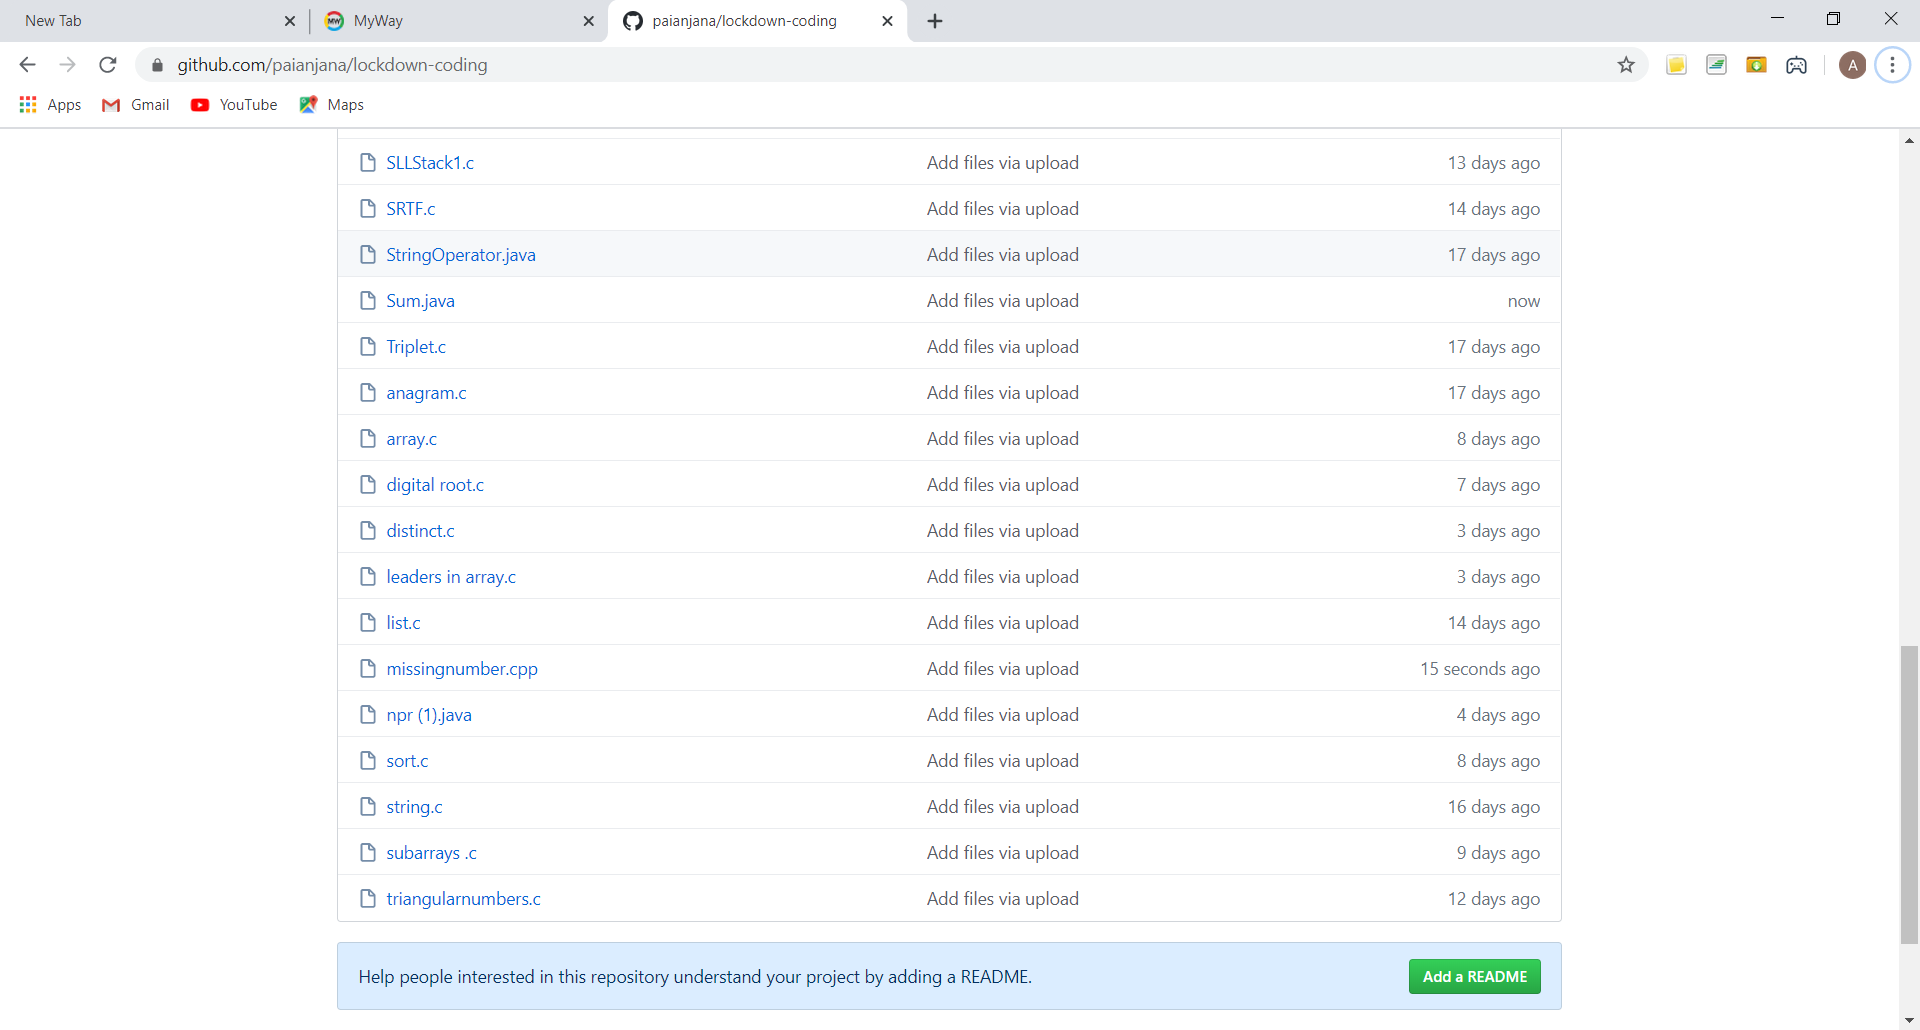 New Tab
MW MyWay
paianjana/lockdown-coding
github.com/paianjana/lockdown-coding
A
Apps Gmail YouTube Maps
SLLStack1.c Add files via upload 13 days ago
SRTF.c Add files via upload 14 days ago
StringOperator.java Add files via upload 17 days ago
Sum.java Add files via upload now
Triplet.c Add files via upload 17 days ago
anagram.c Add files via upload 17 days ago
array.c Add files via upload 8 days ago
digital root.c Add files via upload 7 days ago
distinct.c Add files via upload 3 days ago
leaders in array.c Add files via upload 3 days ago
list.c Add files via upload 14 days ago
missingnumber.cpp Add files via upload 15 seconds ago
npr (1).java Add files via upload 4 days ago
sort.c Add files via upload 8 days ago
string.c Add files via upload 16 days ago
subarrays .c Add files via upload 9 days ago
triangularnumbers.c Add files via upload 12 days ago
Help people interested in this repository understand your project by adding a README. Add a README